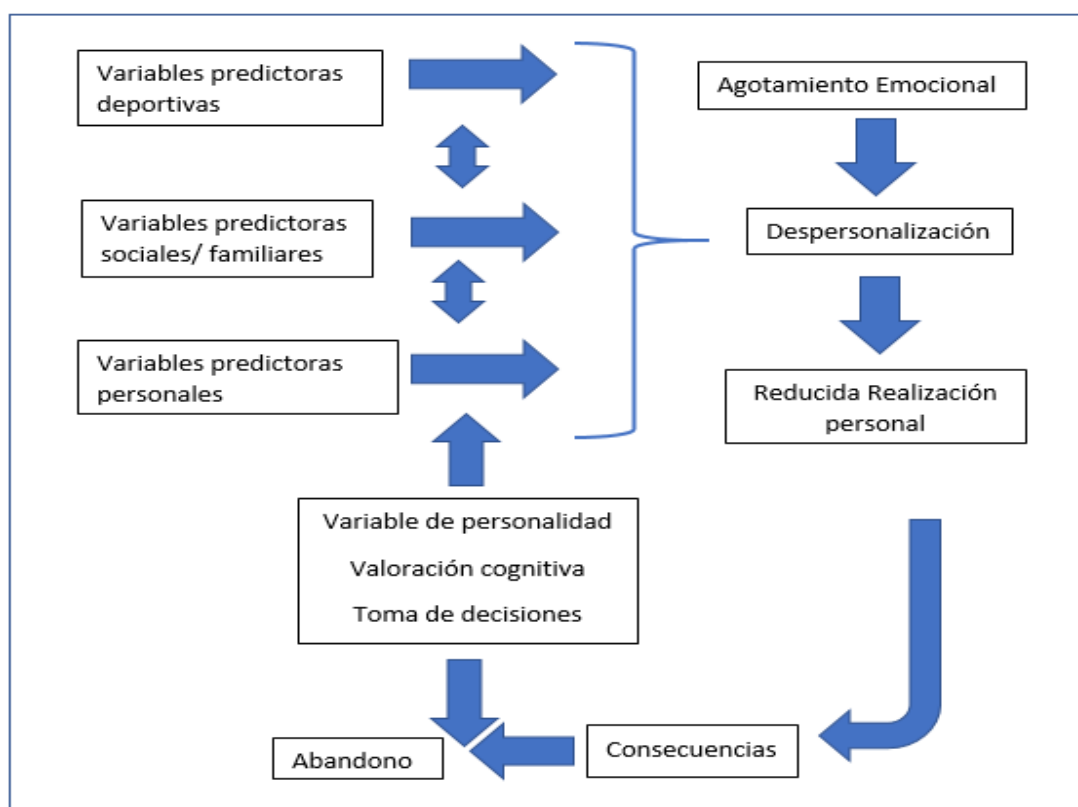 Variables predictoras
deportivas
Agotamiento Emocional
Variables predictoras
sociales/ familiares
Despersonalización
Variables predictoras
personales
Reducida Realización
personal
Variable de personalidad
Valoración cognitiva
Toma de decisiones
Abandono
Consecuencias